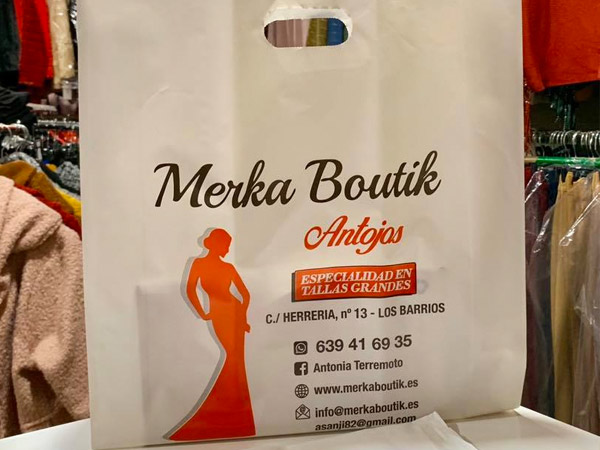 Merka Boutik
Antojos
ESPECIALIDAD EN
TALLAS GRANDES
C./ HERRERIA, nº 13 - LOS BARRIOS
639 41 69 35
Antonia Terremoto
www.merkaboutik.es
info@merkaboutik.es
asanji82@gmail.com